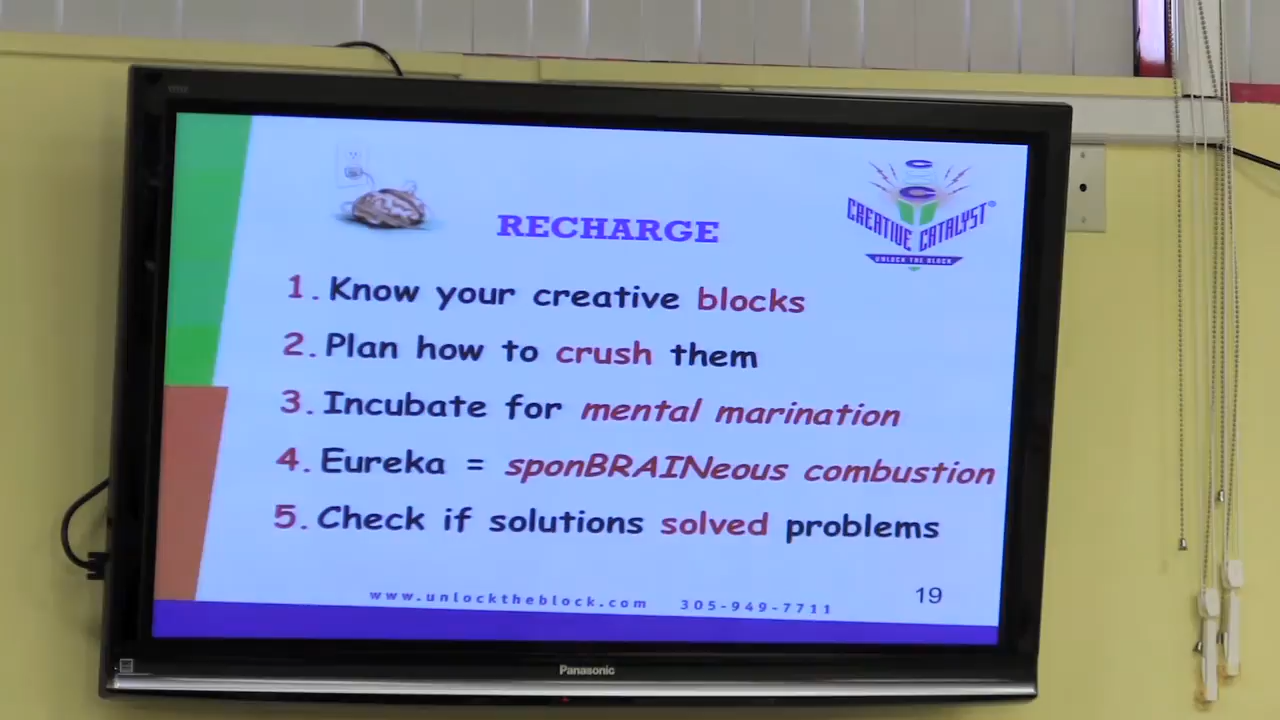 CREATIVE CATALYST®
UNLOCK THE BLOCK
RECHARGE
1. Know your creative blocks
2. Plan how to crush them
3. Incubate for mental marination
4. Eureka = sponBRAINeous combustion
5. Check if solutions solved problems
www.unlocktheblock.com 305-949-7711
19
Panasonic